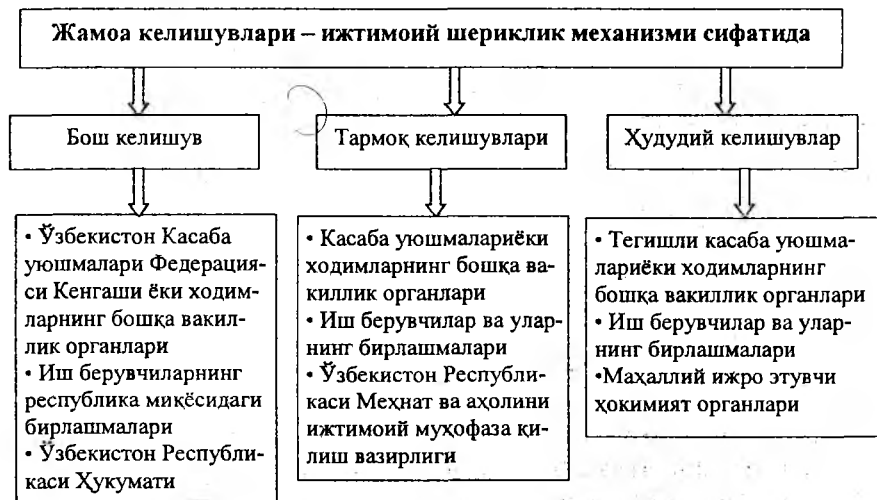 Жамоа келишувлари – ижтимоий шериклик механизми сифатида
Бош келишув
Тармоқ келишувлари
Ҳудудий келишувлар
• Ўзбекистон Касаба
уюшмалари Федерация-
си Кенгаши ёки ходим-
ларнинг бошқа вакил-
лик органлари
• Иш берувчиларнинг
республика миқёсидаги
бирлашмалари
• Ўзбекистон Республи-
каси Ҳукумати
• Касаба уюшмалариёки
ходимларнинг бошқа ва-
киллик органлари
• Иш берувчилар ва улар-
нинг бирлашмалари
• Ўзбекистон Республи-
каси Меҳнат ва аҳолини
ижтимоий муҳофаза қи-
лиш вазирлиги
• Тегишли касаба уюшма-
лариёки ходимларнинг
бошқа вакиллик органлари
• Иш берувчилар ва улар-
нинг бирлашмалари
•Маҳаллий ижро этувчи
ҳокимият органлари